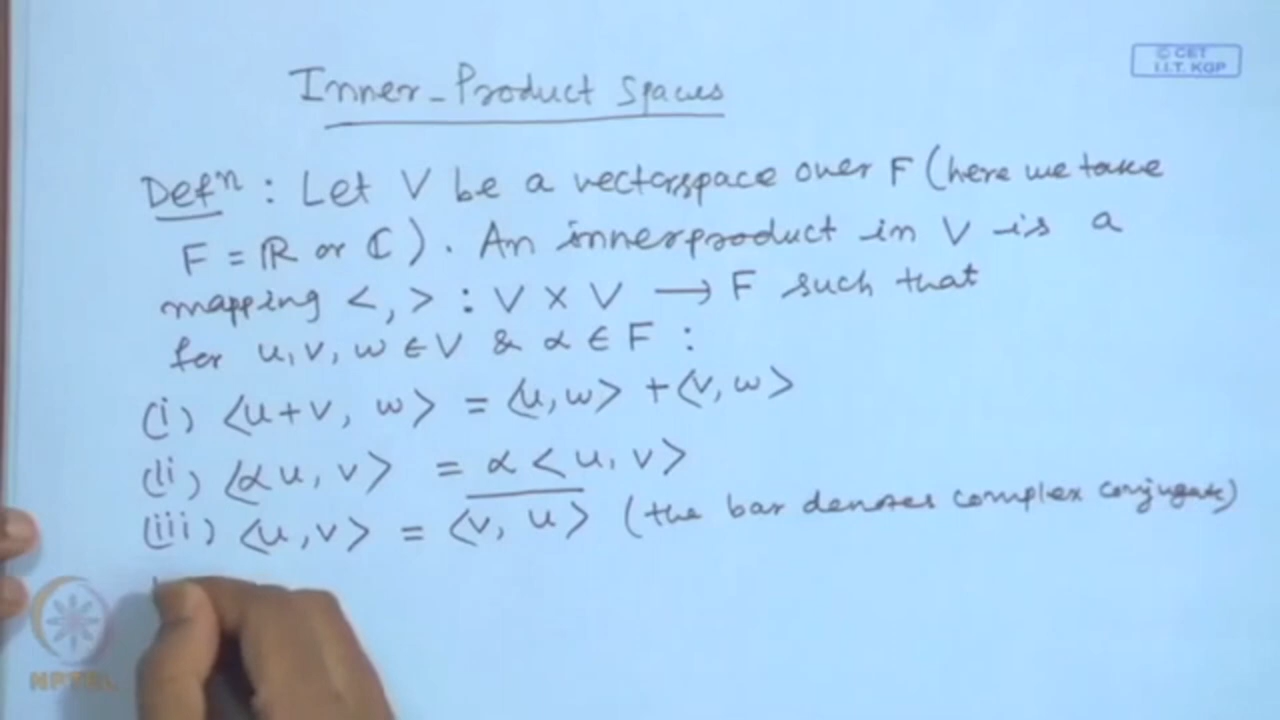 © CET
I.I.T. KGP
Inner-Product Spaces
Defⁿ : Let V be a vectorspace over F (here we take
F = ℝ or ℂ). An innerproduct in V is a
mapping <,> : V × V ⟶ F such that
for u, v, w ∈ V & α ∈ F :
(i) <u+v, w> = <u,w> + <v,w>
(ii) <αu, v> = α <u, v>
(iii) <u,v> = \overline{<v, u>} (the bar denotes complex conjugate)
NPTEL